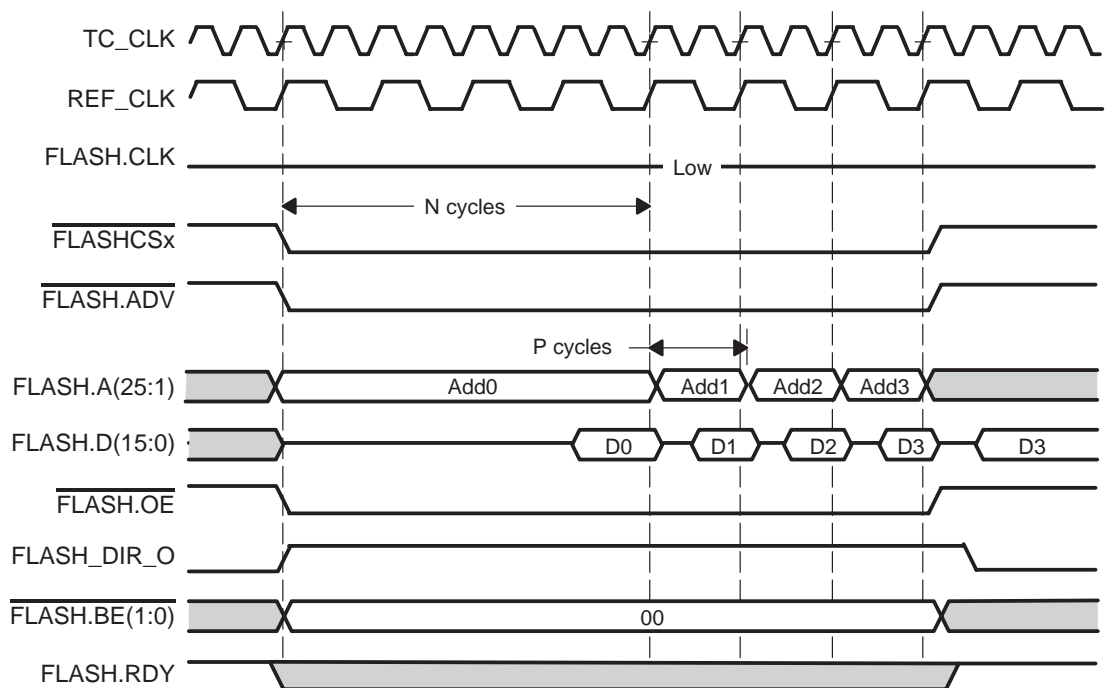 TC_CLK
REF_CLK
FLASH.CLK
Low
N cycles
FLASHCSx
FLASH.ADV
P cycles
FLASH.A(25:1) Add0 Add1 Add2 Add3
FLASH.D(15:0) D0 D1 D2 D3 D3
FLASH.OE
FLASH_DIR_O
FLASH.BE(1:0) 00
FLASH.RDY